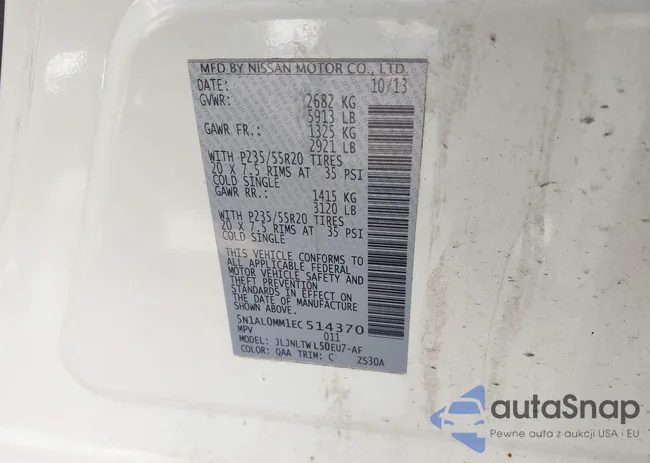 MFD BY NISSAN MOTOR CO., LTD.
DATE: 10/13
GVWR: 2682 KG
5913 LB
GAWR FR.: 1325 KG
2921 LB
WITH P235/55R20 TIRES
20 X 7.5 RIMS AT 35 PSI
COLD SINGLE
GAWR RR.: 1415 KG
3120 LB
WITH P235/55R20 TIRES
20 X 7.5 RIMS AT 35 PSI
COLD SINGLE
THIS VEHICLE CONFORMS TO
ALL APPLICABLE FEDERAL
MOTOR VEHICLE SAFETY AND
THEFT PREVENTION
STANDARDS IN EFFECT ON
THE DATE OF MANUFACTURE
SHOWN ABOVE.
5N1AL0MM1EC514370
MPV 011
MODEL: JLJNLTWL50EU7-AF
COLOR: QAA TRIM: C ZS30A
autaSnap
Pewne auta z aukcji USA i EU